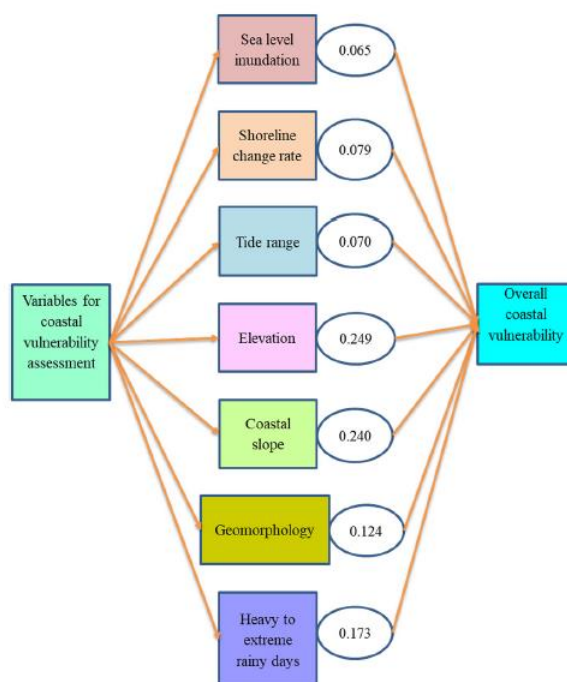 Variables for
coastal
vulnerability
assessment
Sea level
inundation
0.065
Shoreline
change rate
0.079
Tide range
0.070
Elevation
0.249
Coastal
slope
0.240
Geomorphology
0.124
Heavy to
extreme
rainy days
0.173
Overall
coastal
vulnerability